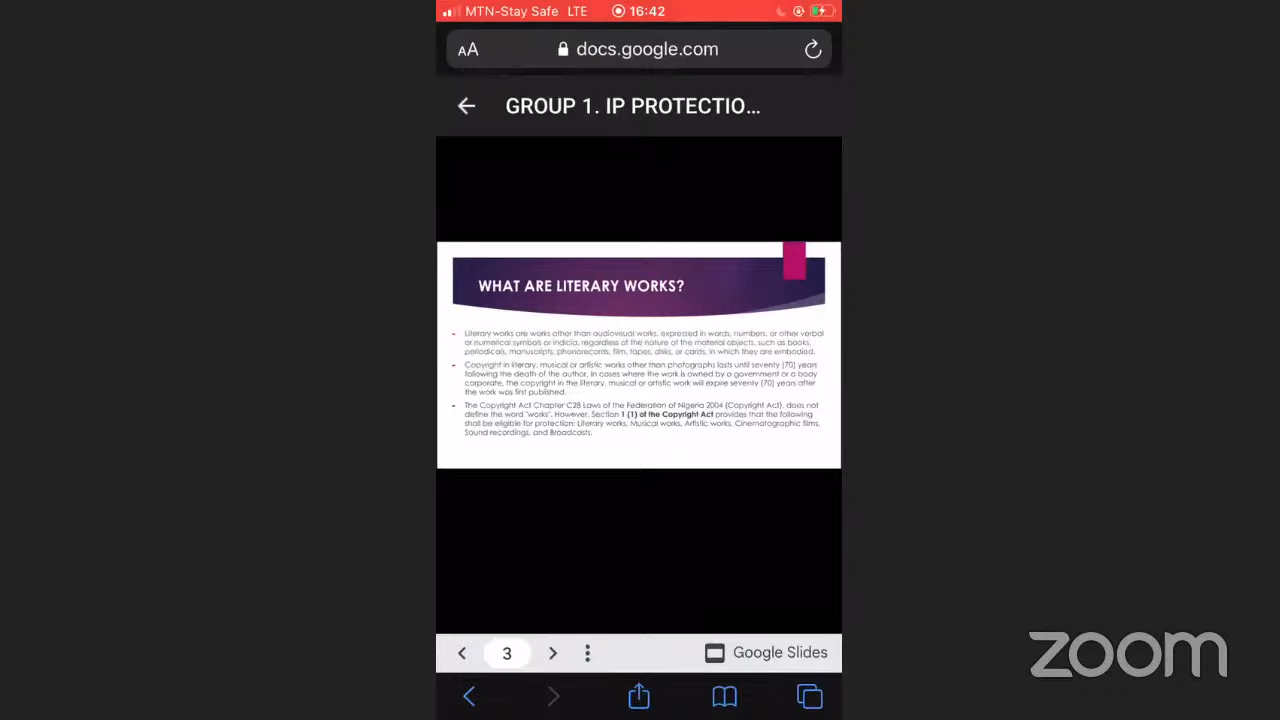 MTN-Stay Safe LTE 16:42
AA docs.google.com
GROUP 1. IP PROTECTIO...
WHAT ARE LITERARY WORKS?
Literary works are works other than audiovisual works, expressed in words, numbers, or other verbal
or numerical symbols or indicia, regardless of the nature of the material objects, such as books,
periodicals, manuscripts, phonorecords, film, tapes, disks, or cards, in which they are embodied.
Copyright in literary, musical or artistic works other than photographs lasts until seventy (70) years
following the death of the author. In cases where the work is owned by a government or a body
corporate, the copyright in the literary, musical or artistic work will expire seventy (70) years after
the work was first published.
The Copyright Act Chapter C28 Laws of the Federation of Nigeria 2004 (Copyright Act), does not
define the word "works". However, Section 1 (1) of the Copyright Act provides that the following
shall be eligible for protection: Literary works, Musical works, Artistic works, Cinematographic films,
Sound recordings, and Broadcasts.
3
Google Slides
zoom